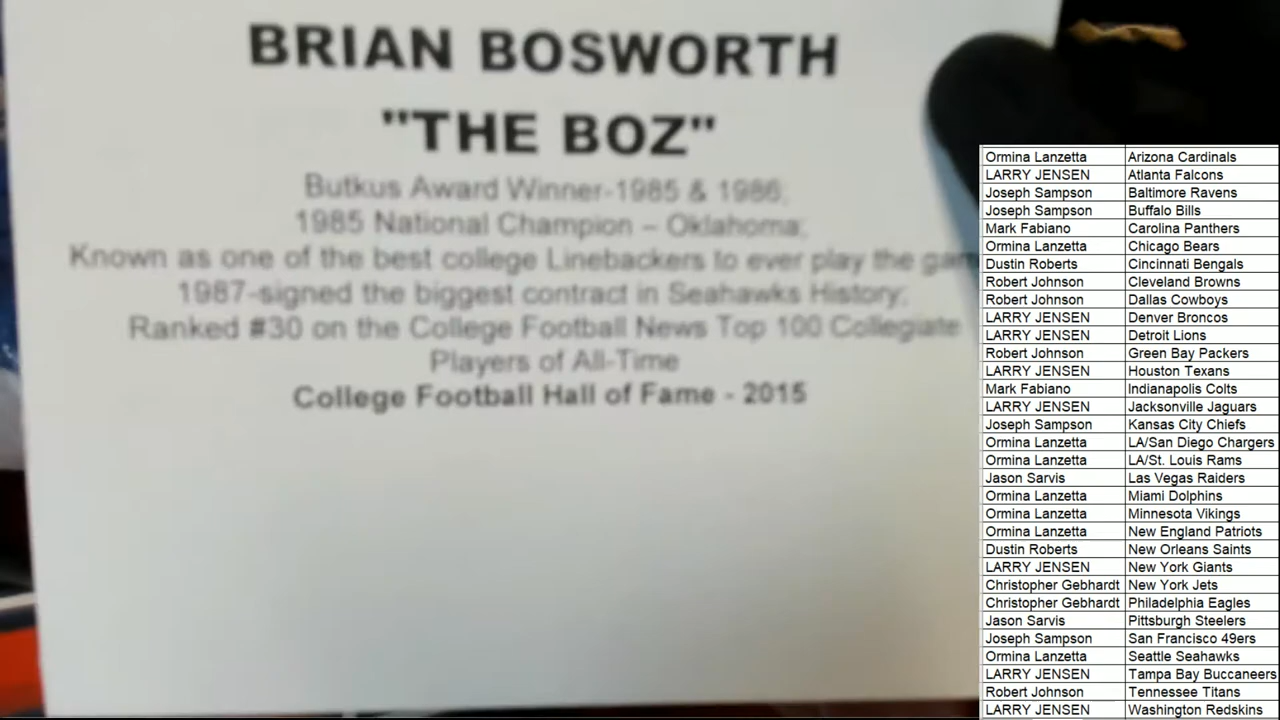 BRIAN BOSWORTH
"THE BOZ"
Butkus Award Winner-1985 & 1986;
1985 National Champion – Oklahoma;
Known as one of the best college Linebackers to ever play the gam
1987-signed the biggest contract in Seahawks History;
Ranked #30 on the College Football News Top 100 Collegiate
Players of All-Time
College Football Hall of Fame - 2015
Ormina Lanzetta Arizona Cardinals
LARRY JENSEN Atlanta Falcons
Joseph Sampson Baltimore Ravens
Joseph Sampson Buffalo Bills
Mark Fabiano Carolina Panthers
Ormina Lanzetta Chicago Bears
Dustin Roberts Cincinnati Bengals
Robert Johnson Cleveland Browns
Robert Johnson Dallas Cowboys
LARRY JENSEN Denver Broncos
LARRY JENSEN Detroit Lions
Robert Johnson Green Bay Packers
LARRY JENSEN Houston Texans
Mark Fabiano Indianapolis Colts
LARRY JENSEN Jacksonville Jaguars
Joseph Sampson Kansas City Chiefs
Ormina Lanzetta LA/San Diego Chargers
Ormina Lanzetta LA/St. Louis Rams
Jason Sarvis Las Vegas Raiders
Ormina Lanzetta Miami Dolphins
Ormina Lanzetta Minnesota Vikings
Ormina Lanzetta New England Patriots
Dustin Roberts New Orleans Saints
LARRY JENSEN New York Giants
Christopher Gebhardt New York Jets
Christopher Gebhardt Philadelphia Eagles
Jason Sarvis Pittsburgh Steelers
Joseph Sampson San Francisco 49ers
Ormina Lanzetta Seattle Seahawks
LARRY JENSEN Tampa Bay Buccaneers
Robert Johnson Tennessee Titans
LARRY JENSEN Washington Redskins